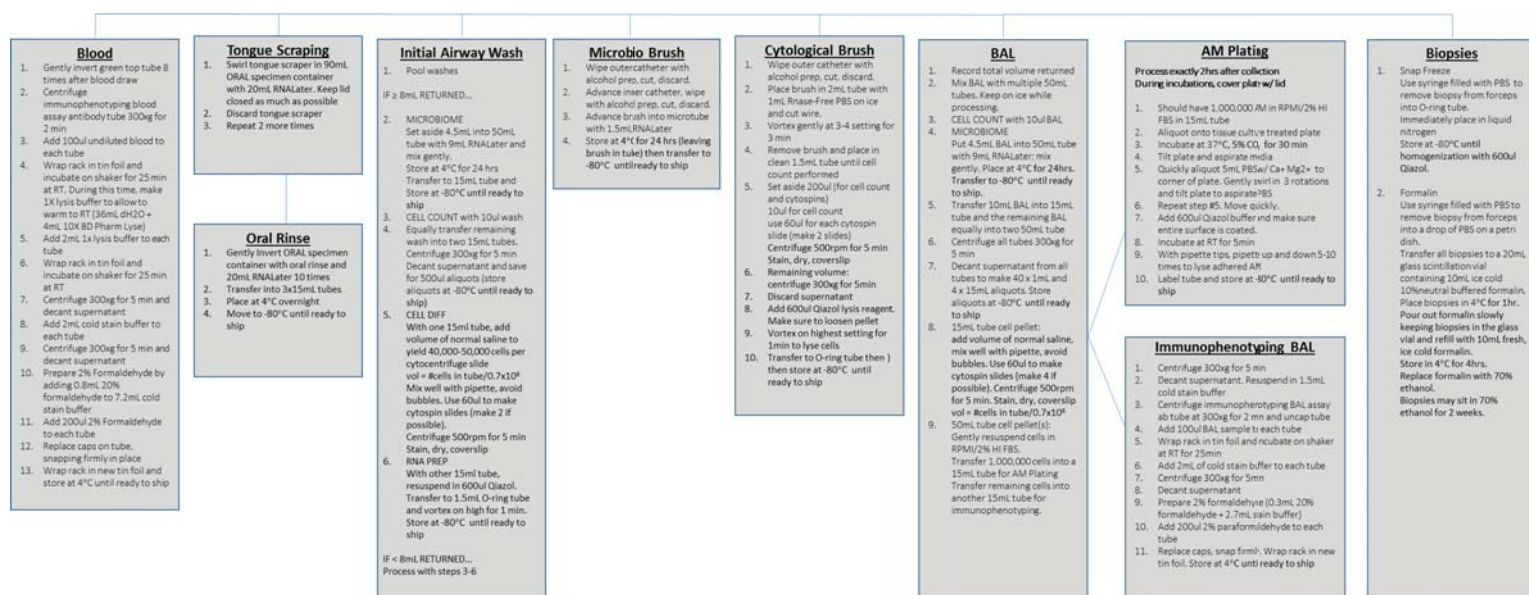 Blood
1. Gently invert green top tube 8
times after blood draw
2. Centrifuge
immunophenotyping blood
assay antibody tube 300xg for
2 min
3. Add 100ul undiluted blood to
each tube
4. Wrap rack in tin foil and
incubate on shaker for 25 min
at RT. During this time, make
1X lysis buffer to allow to
warm to RT (36mL dH2O +
4mL 10X BD Pharm Lyse)
5. Add 2mL 1x lysis buffer to each
tube
6. Wrap rack in tin foil and
incubate on shaker for 25 min
at RT
7. Centrifuge 300xg for 5 min and
decant supernatant
8. Add 2mL cold stain buffer to
each tube
9. Centrifuge 300xg for 5 min and
decant supernatant
10. Prepare 2% Formaldehyde by
adding 0.8mL 20%
formaldehyde to 7.2mL cold
stain buffer
11. Add 200ul 2% Formaldehyde
to each tube
12. Replace caps on tube,
snapping firmly in place
13. Wrap rack in new tin foil and
store at 4°C until ready to ship
Tongue Scraping
1. Swirl tongue scraper in 90mL
ORAL specimen container
with 20mL RNALater. Keep lid
closed as much as possible
2. Discard tongue scraper
3. Repeat 2 more times
Oral Rinse
1. Gently Invert ORAL specimen
container with oral rinse and
20mL RNALater 10 times
2. Transfer into 3x15mL tubes
3. Place at 4°C overnight
4. Move to -80°C until ready to
ship
Initial Airway Wash
1. Pool washes
IF ≥ 8mL RETURNED...
2. MICROBIOME
Set aside 4.5mL into 50mL
tube with 9mL RNALater and
mix gently.
Store at 4°C for 24 hrs
Transfer to 15mL tube and
Store at -80°C until ready to
ship
3. CELL COUNT with 10ul wash
4. Equally transfer remaining
wash into two 15mL tubes.
Centrifuge 300xg for 5 min
Decant supernatant and save
for 500ul aliquots (store
aliquots at -80°C until ready to
ship)
5. CELL DIFF
With one 15ml tube, add
volume of normal saline to
yield 40,000-50,000 cells per
cytocentrifuge slide
vol = #cells in tube/0.7x10⁶
Mix well with pipette, avoid
bubbles. Use 60ul to make
cytospin slides (make 2 if
possible).
Centrifuge 500rpm for 5 min
Stain, dry, coverslip
6. RNA PREP
With other 15ml tube,
resuspend in 600ul Qiazol.
Transfer to 1.5mL O-ring tube
and vortex on high for 1 min.
Store at -80°C until ready to
ship
IF < 8mL RETURNED...
Process with steps 3-6
Microbio Brush
1. Wipe outercatheter with
alcohol prep, cut, discard.
2. Advance inner catheter, wipe
with alcohol prep, cut, discard.
3. Advance brush into microtube
with 1.5mLRNALater
4. Store at 4°C for 24 hrs (leaving
brush in tube) then transfer to
-80°C until ready to ship
Cytological Brush
1. Wipe outer catheter with
alcohol prep, cut, discard.
2. Place brush in 2mL tube with
1mL Rnase-Free PBS on ice
and cut wire.
3. Vortex gently at 3-4 setting for
3 min
4. Remove brush and place in
clean 1.5mL tube until cell
count performed
5. Set aside 200ul (for cell count
and cytospins)
10ul for cell count
use 60ul for each cytospin
slide (make 2 slides)
Centrifuge 500rpm for 5 min
Stain, dry, coverslip
6. Remaining volume:
centrifuge 300xg for 5min
7. Discard supernatant
8. Add 600ul Qiazol lysis reagent.
Make sure to loosen pellet
9. Vortex on highest setting for
1min to lyse cells
10. Transfer to O-ring tube then )
then store at -80°C until
ready to ship
BAL
1. Record total volume returned
2. Mix BAL with multiple 50mL
tubes. Keep on ice while
processing.
3. CELL COUNT with 10ul BAL
4. MICROBIOME
Put 4.5mL BAL into 50mL tube
with 9mL RNALater; mix
gently. Place at 4°C for 24hrs.
Transfer to -80°C until ready to
ship.
5. Transfer 10mL BAL into 15mL
tube and the remaining BAL
equally into two 50mL tube
6. Centrifuge all tubes 300xg for
5 min
7. Decant supernatant from all
tubes to make 40 x 1mL and
4 x 15mL aliquots. Store
aliquots at -80°C until ready to
ship
8. 15mL tube cell pellet:
add volume of normal saline,
mix well with pipette, avoid
bubbles. Use 60ul to make
cytospin slides (make 4 if
possible). Centrifuge 500rpm
for 5 min. Stain, dry, coverslip
vol = #cells in tube/0.7x10⁶
9. 50mL tube cell pellet(s):
Gently resuspend cells in
RPMI/2% HI FBS.
Transfer 1,000,000 cells into a
15mL tube for AM Plating
Transfer remaining cells into
another 15mL tube for
immunophenotyping.
AM Plating
Process exactly 2hrs after collection
During incubations, cover plate w/ lid
1. Should have 1,000,000 AM in RPMI/2% HI
FBS in 15mL tube
2. Aliquot onto tissue cultive treated plate
3. Incubate at 37°C, 5% CO₂ for 30 min
4. Tilt plate and aspirate media
5. Quickly aliquot 5mL PBSw/ Ca+ Mg2+ to
corner of plate. Gently swirl in 3 rotations
and tilt plate to aspirate PBS
6. Repeat step #5. Move quickly.
7. Add 600ul Qiazol buffer and make sure
entire surface is coated.
8. Incubate at RT for 5min
9. With pipette tips, pipette up and down 5-10
times to lyse adhered AM
10. Label tube and store at -80°C until ready to
ship
Immunophenotyping BAL
1. Centrifuge 300xg for 5 min
2. Decant supernatant. Resuspend in 1.5mL
cold stain buffer
3. Centrifuge immunophenotyping BAL assay
ab tube at 300xg for 2 mn and uncap tube
4. Add 100ul BAL sample to each tube
5. Wrap rack in tin foil and incubate on shaker
at RT for 25min
6. Add 2mL of cold stain buffer to each tube
7. Centrifuge 300xg for 5mn
8. Decant supernatant
9. Prepare 2% formaldehyde (0.3mL 20%
formaldehyde + 2.7mL stain buffer)
10. Add 200ul 2% paraformaldehyde to each
tube
11. Replace caps, snap firmly. Wrap rack in new
tin foil. Store at 4°C until ready to ship
Biopsies
1. Snap Freeze
Use syringe filled with PBS to
remove biopsy from forceps
into O-ring tube.
Immediately place in liquid
nitrogen
Store at -80°C until
homogenization with 600ul
Qiazol.
2. Formalin
Use syringe filled with PBS to
remove biopsy from forceps
into a drop of PBS on a petri
dish.
Transfer all biopsies to a 20mL
glass scintillation vial
containing 10mL ice cold
10%neutral buffered formalin.
Place biopsies in 4°C for 1hr.
Pour out formalin slowly
keeping biopsies in the glass
vial and refill with 10mL fresh,
ice cold formalin.
Store in 4°C for 4hrs.
Replace formalin with 70%
ethanol.
Biopsies may sit in 70%
ethanol for 2 weeks.